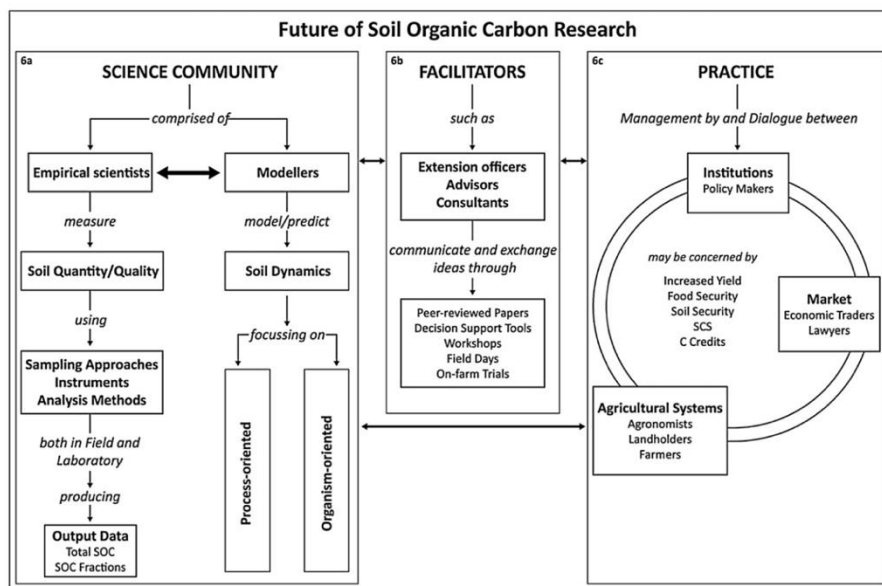 Future of Soil Organic Carbon Research
6a
SCIENCE COMMUNITY
comprised of
Empirical scientists
Modellers
measure
model/predict
Soil Quantity/Quality
Soil Dynamics
using
focussing on
Sampling Approaches
Instruments
Analysis Methods
Process-oriented
Organism-oriented
both in Field and
Laboratory
producing
Output Data
Total SOC
SOC Fractions
6b
FACILITATORS
such as
Extension officers
Advisors
Consultants
communicate and exchange
ideas through
Peer-reviewed Papers
Decision Support Tools
Workshops
Field Days
On-farm Trials
6c
PRACTICE
Management by and Dialogue between
Institutions
Policy Makers
may be concerned by
Increased Yield
Food Security
Soil Security
SCS
C Credits
Market
Economic Traders
Lawyers
Agricultural Systems
Agronomists
Landholders
Farmers